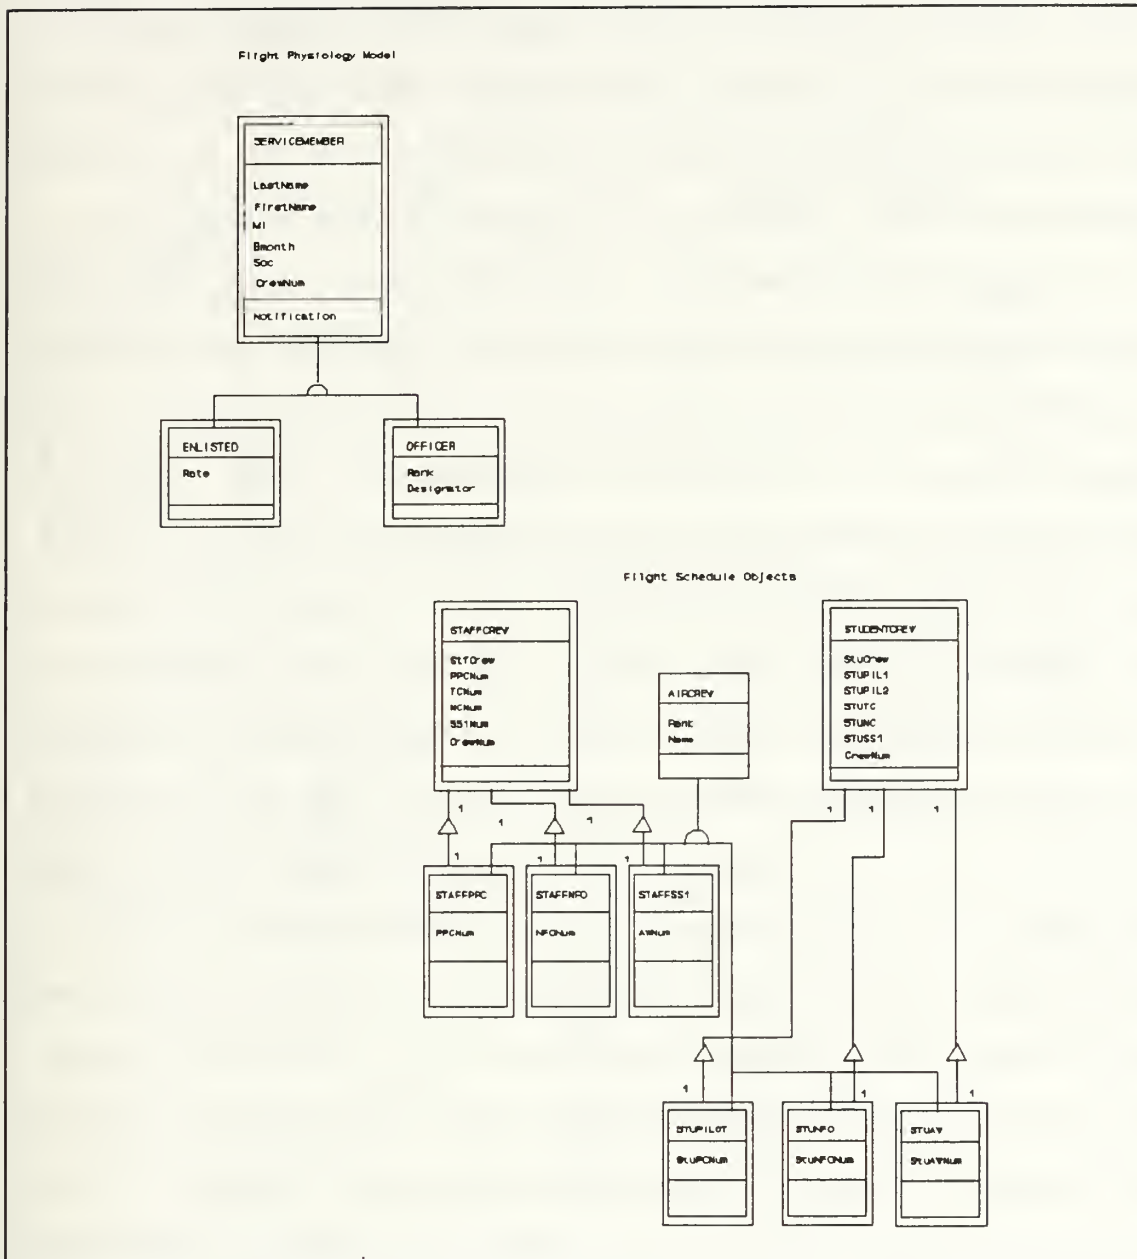 Flight Physiology Model
SERVICEMEMBER
LastName
FirstName
MI
Bmonth
Soc
CrewNum
Notification
ENLISTED
Rate
OFFICER
Rank
Designator
Flight Schedule Objects
STAFFCREW
StfCrew
PPCNum
TCNum
NCNum
SS1Num
CrewNum
AIRCREW
Rank
Name
STUDENTCREW
StuCrew
STUPIL1
STUPIL2
STUTC
STUNC
STUSS1
CrewNum
1
1
1
1
1
1
1
1
1
STAFFPPC
PPCNum
STAFFNFO
NFONum
STAFFSS1
AWNum
1
1
1
STUPILOT
StuPCNum
STUNFO
StuNFONum
STUAW
StuAWNum